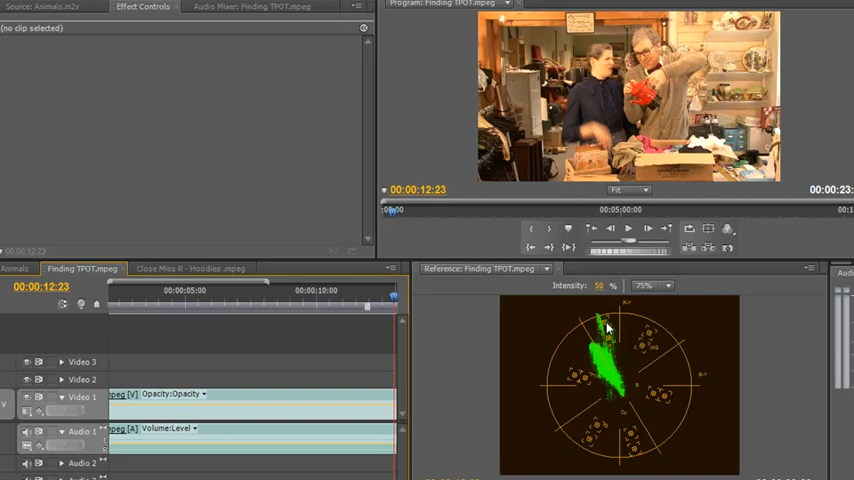 Source: Animals.m2v
Effect Controls
Audio Mixer: Finding TPOT.mpeg
Program: Finding TPOT.mpeg
(no clip selected)
00:00:12:23
Fit
00:00:23:
:00:00
00:05:00:00
00:1
00:00:12:23
Animals
Finding TPOT.mpeg
Close Miss R - Hoodies .mpeg
Reference: Finding TPOT.mpeg
Audi
00:00:12:23
00:00:05:00
00:00:10:00
Intensity: 50 %
75%
R-Y
B-Y
Video 3
Video 2
V
Video 1
peg [V] Opacity:Opacity
Audio 1
peg [A] Volume:Level
Audio 2